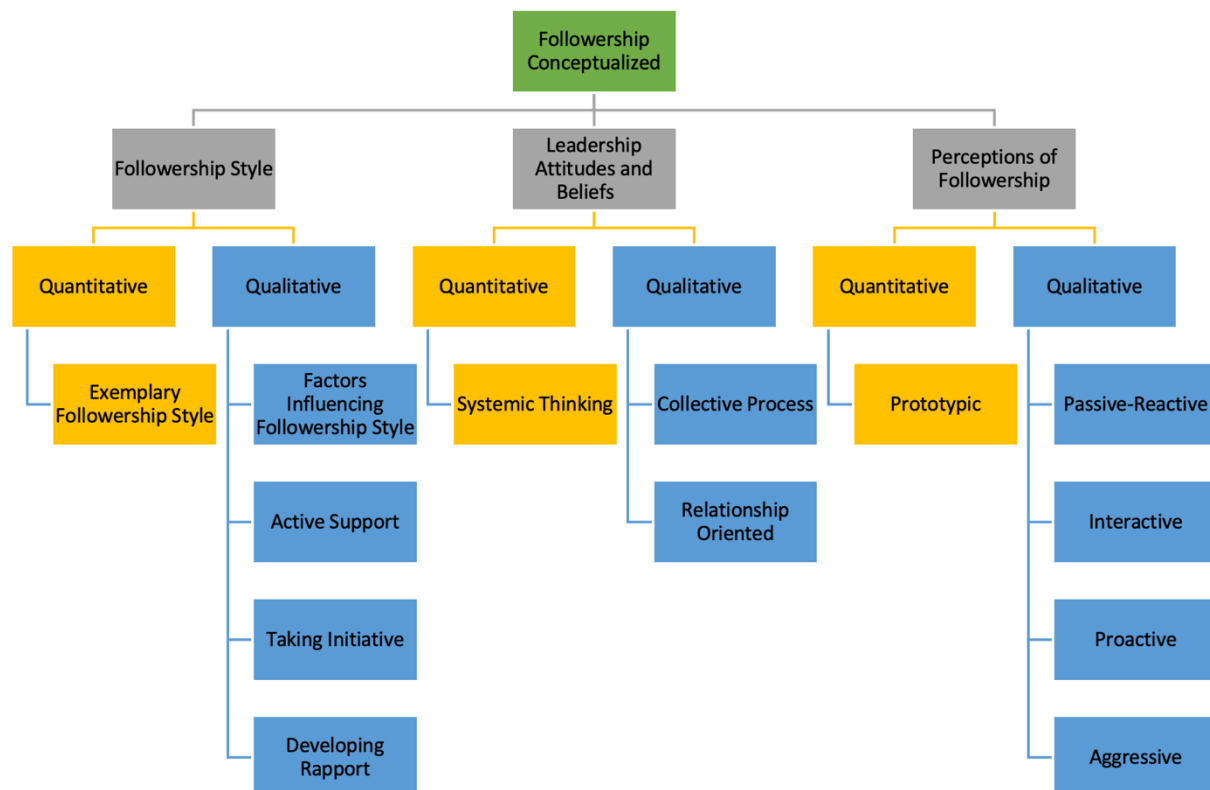 Followership
Conceptualized
Followership Style
Leadership
Attitudes and
Beliefs
Perceptions of
Followership
Quantitative
Qualitative
Quantitative
Qualitative
Quantitative
Qualitative
Exemplary
Followership Style
Factors
Influencing
Followership Style
Systemic Thinking
Collective Process
Prototypic
Passive-Reactive
Active Support
Relationship
Oriented
Interactive
Taking Initiative
Proactive
Developing
Rapport
Aggressive